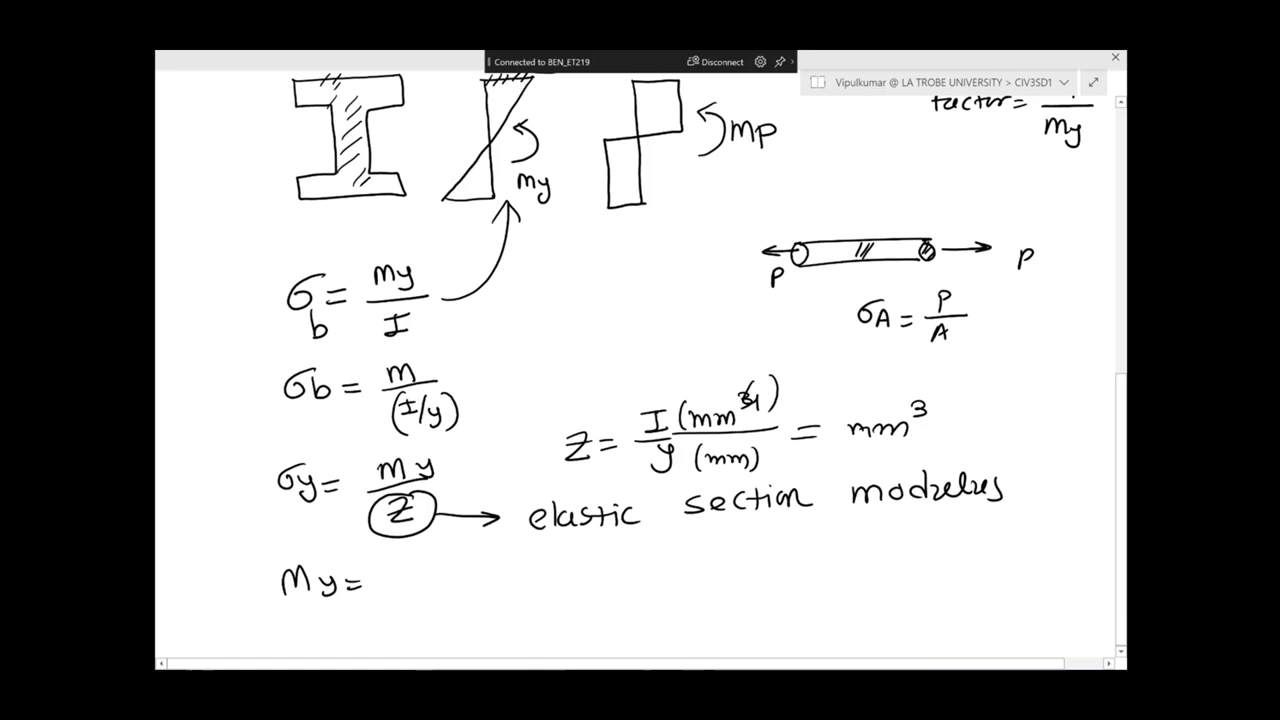 Connected to BEN_ET219 Disconnect
Vipulkumar @ LA TROBE UNIVERSITY > CIV3SD1
factor =
My
Mp
My
σb = My / I
P P
σA = P / A
σb = M / (I/y)
Z = I (mm4) / y (mm) = mm3
σy = My / Z → elastic section modulus
My =